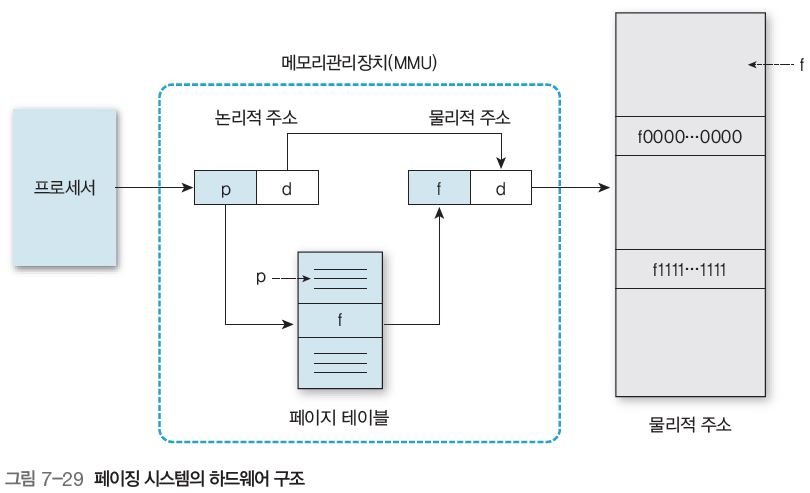 메모리관리장치(MMU)
프로세서
논리적 주소
p d
물리적 주소
f d
p
f
페이지 테이블
f
f0000…0000
f1111…1111
물리적 주소
그림 7-29 페이징 시스템의 하드웨어 구조